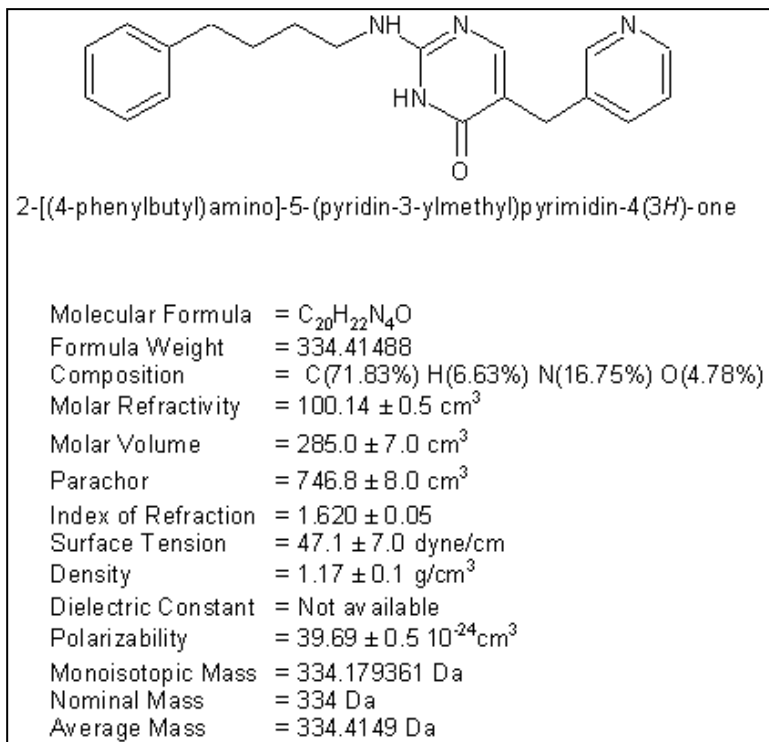 NH N N
HN
O
2-[(4-phenylbutyl)amino]-5-(pyridin-3-ylmethyl)pyrimidin-4(3H)-one
Molecular Formula = C₂₀H₂₂N₄O
Formula Weight = 334.41488
Composition = C(71.83%) H(6.63%) N(16.75%) O(4.78%)
Molar Refractivity = 100.14 ± 0.5 cm³
Molar Volume = 285.0 ± 7.0 cm³
Parachor = 746.8 ± 8.0 cm³
Index of Refraction = 1.620 ± 0.05
Surface Tension = 47.1 ± 7.0 dyne/cm
Density = 1.17 ± 0.1 g/cm³
Dielectric Constant = Not available
Polarizability = 39.69 ± 0.5 10⁻²⁴cm³
Monoisotopic Mass = 334.179361 Da
Nominal Mass = 334 Da
Average Mass = 334.4149 Da